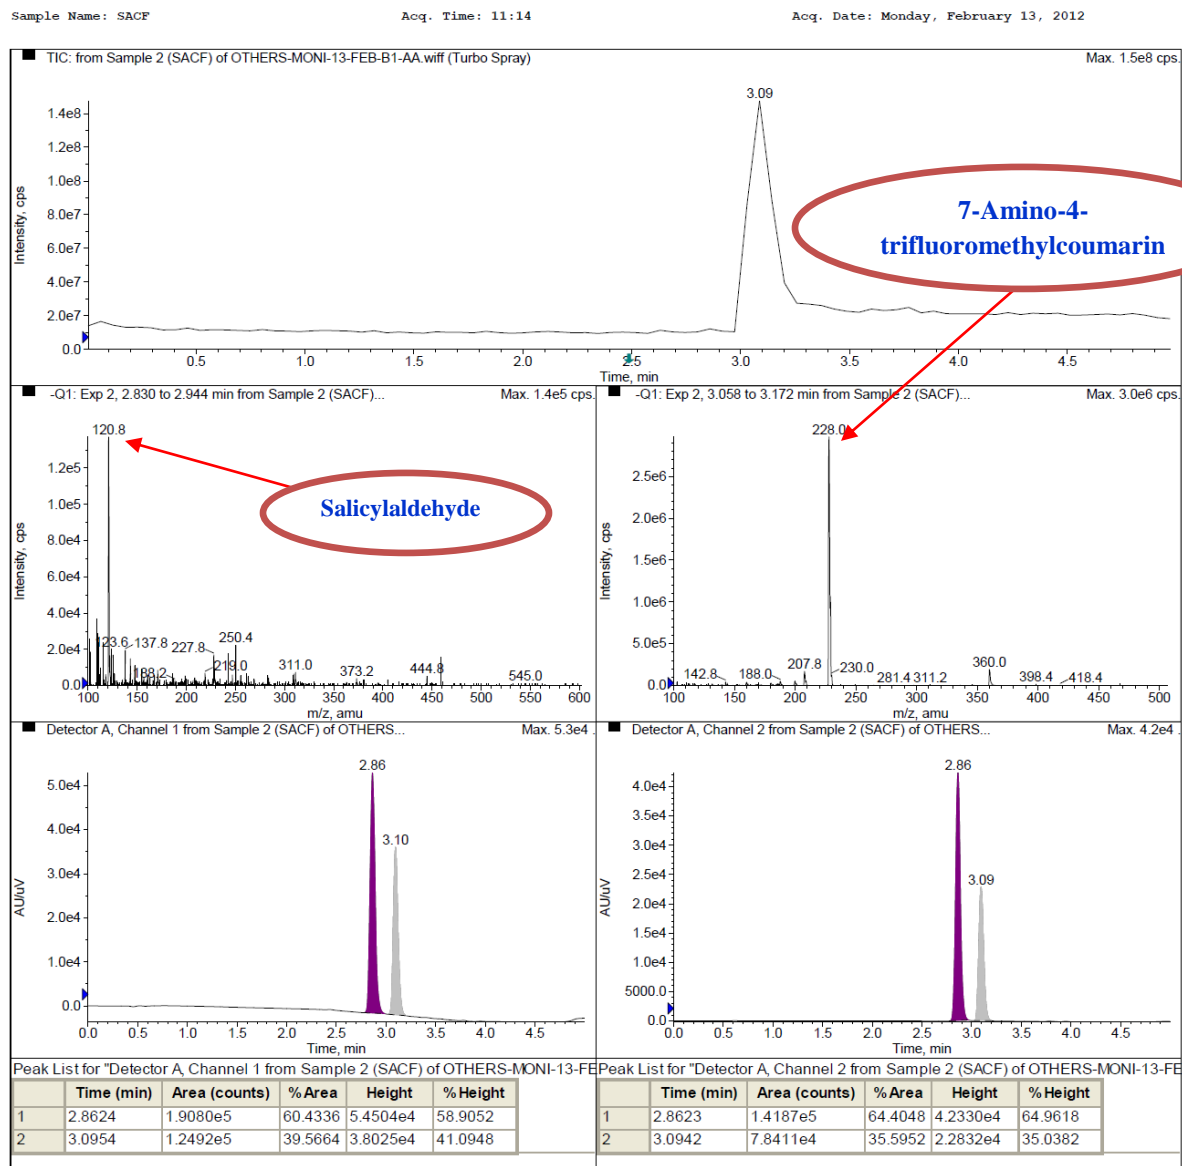 Sample Name: SACF Acq. Time: 11:14 Acq. Date: Monday, February 13, 2012
TIC: from Sample 2 (SACF) of OTHERS-MONI-13-FEB-B1-AA.wiff (Turbo Spray) Max. 1.5e8 cps.
3.09
1.4e8
1.2e8
1.0e8
8.0e7
6.0e7
4.0e7
2.0e7
0.0
Intensity, cps
7-Amino-4-
trifluoromethylcoumarin
0.5 1.0 1.5 2.0 2.5 3.0 3.5 4.0 4.5
Time, min
-Q1: Exp 2, 2.830 to 2.944 min from Sample 2 (SACF)... Max. 1.4e5 cps.
120.8
1.2e5
1.0e5
8.0e4
6.0e4
4.0e4
2.0e4
0.0
Intensity, cps
Salicylaldehyde
123.6 137.8 227.8 250.4 219.0 311.0 373.2 444.8 545.0
100 150 200 250 300 350 400 450 500 550 600
m/z, amu
-Q1: Exp 2, 3.058 to 3.172 min from Sample 2 (SACF)... Max. 3.0e6 cps.
228.0
2.5e6
2.0e6
1.5e6
1.0e6
5.0e5
0.0
Intensity, cps
142.8 188.0 207.8 230.0 281.4 311.2 360.0 398.4 418.4
100 150 200 250 300 350 400 450 500
m/z, amu
Detector A, Channel 1 from Sample 2 (SACF) of OTHERS... Max. 5.3e4 .
2.86
3.10
5.0e4
4.0e4
3.0e4
2.0e4
1.0e4
0.0
AU/uV
0.0 0.5 1.0 1.5 2.0 2.5 3.0 3.5 4.0 4.5
Time, min
Detector A, Channel 2 from Sample 2 (SACF) of OTHERS... Max. 4.2e4 .
2.86
3.09
4.0e4
3.5e4
3.0e4
2.5e4
2.0e4
1.5e4
1.0e4
5000.0
0.0
AU/uV
0.0 0.5 1.0 1.5 2.0 2.5 3.0 3.5 4.0 4.5
Time, min
Peak List for "Detector A, Channel 1 from Sample 2 (SACF) of OTHERS-MONI-13-FE
Time (min) Area (counts) %Area Height %Height
1 2.8624 1.9080e5 60.4336 5.4504e4 58.9052
2 3.0954 1.2492e5 39.5664 3.8025e4 41.0948
Peak List for "Detector A, Channel 2 from Sample 2 (SACF) of OTHERS-MONI-13-FE
Time (min) Area (counts) %Area Height %Height
1 2.8623 1.4187e5 64.4048 4.2330e4 64.9618
2 3.0942 7.8411e4 35.5952 2.2832e4 35.0382